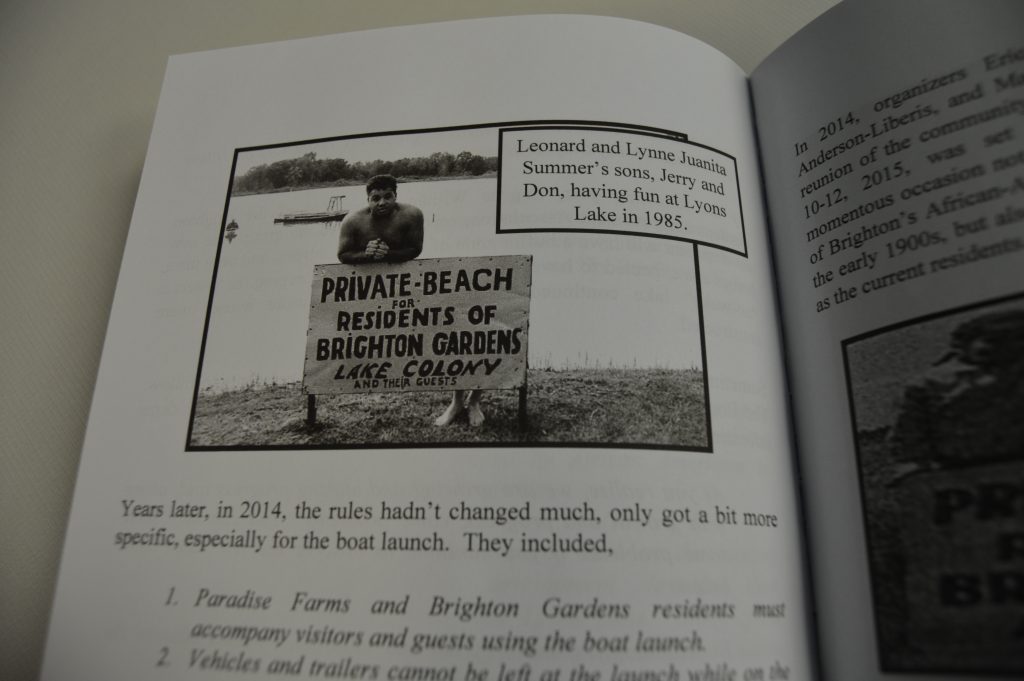 Leonard and Lynne Juanita
Summer's sons, Jerry and
Don, having fun at Lyons
Lake in 1985.
PRIVATE-BEACH
FOR
RESIDENTS OF
BRIGHTON GARDENS
LAKE COLONY
AND THEIR GUESTS
Years later, in 2014, the rules hadn't changed much, only got a bit more
specific, especially for the boat launch. They included,
1. Paradise Farms and Brighton Gardens residents must
accompany visitors and guests using the boat launch.
2. Vehicles and trailers cannot be left at the launch while on the
In 2014, organizers
Anderson-Liberis, and
reunion of the community
10-12, 2015, was set
momentous occasion
of Brighton's
the early 1900s, but
as the current residents.